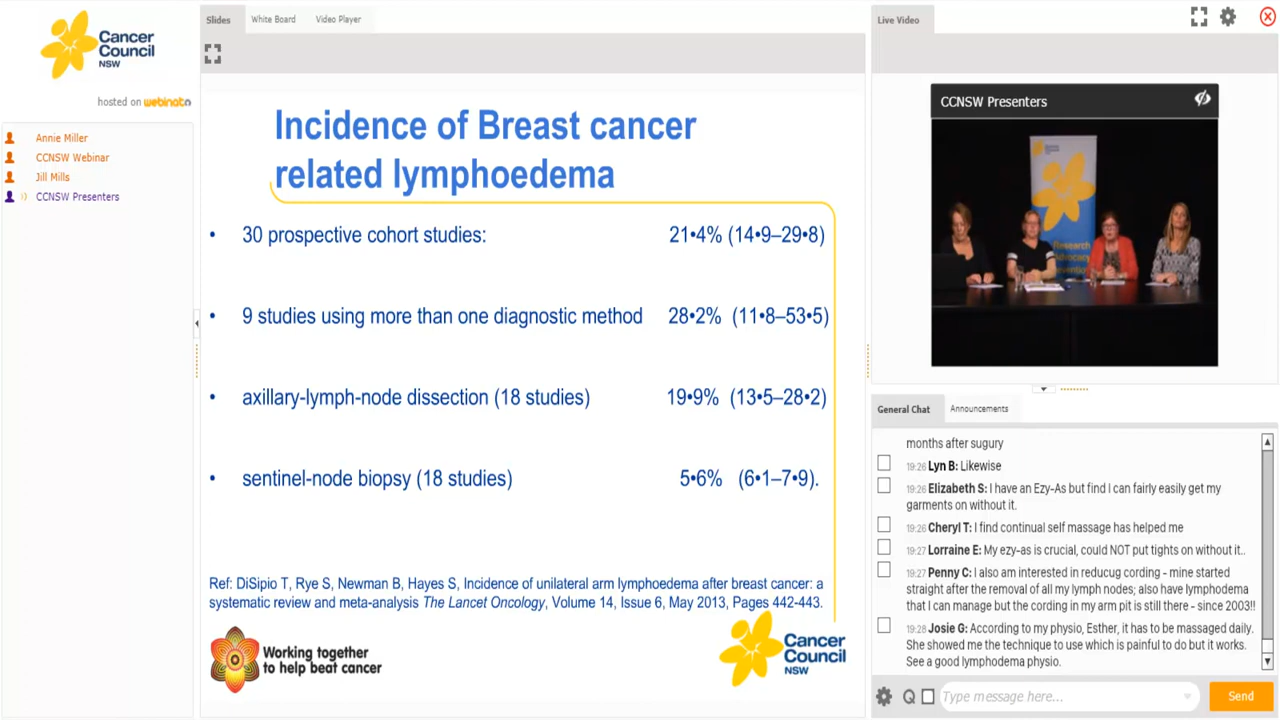 Cancer
Council
NSW
hosted on webinato
Annie Miller
CCNSW Webinar
Jill Mills
CCNSW Presenters
Slides
White Board
Video Player
Incidence of Breast cancer
related lymphoedema
• 30 prospective cohort studies: 21•4% (14•9–29•8)
• 9 studies using more than one diagnostic method 28•2% (11•8–53•5)
• axillary-lymph-node dissection (18 studies) 19•9% (13•5–28•2)
• sentinel-node biopsy (18 studies) 5•6% (6•1–7•9).
Ref: DiSipio T, Rye S, Newman B, Hayes S, Incidence of unilateral arm lymphoedema after breast cancer: a
systematic review and meta-analysis The Lancet Oncology, Volume 14, Issue 6, May 2013, Pages 442-443.
Working together
to help beat cancer
Cancer
Council
NSW
Live Video
CCNSW Presenters
Research
Advocacy
General Chat
Announcements
months after sugury
19:26 Lyn B: Likewise
19:26 Elizabeth S: I have an Ezy-As but find I can fairly easily get my
garments on without it.
19:26 Cheryl T: I find continual self massage has helped me
19:27 Lorraine E: My ezy-as is crucial, could NOT put tights on without it..
19:27 Penny C: I also am interested in reducug cording - mine started
straight after the removal of all my lymph nodes; also have lymphodema
that I can manage but the cording in my arm pit is still there - since 2003!!
19:28 Josie G: According to my physio, Esther, it has to be massaged daily.
She showed me the technique to use which is painful to do but it works.
See a good lymphodema physio.
Type message here...
Send